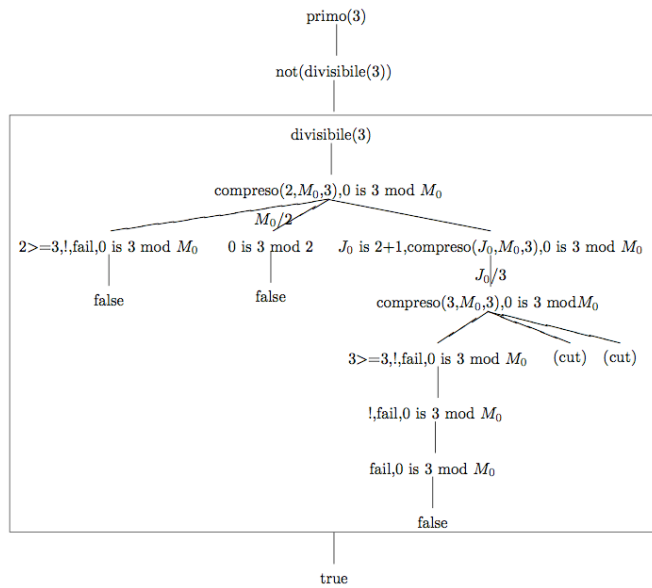 primo(3)
not(divisibile(3))
divisibile(3)
compreso(2,M₀,3),0 is 3 mod M₀
M₀/2
2>=3,!,fail,0 is 3 mod M₀ 0 is 3 mod 2 J₀ is 2+1,compreso(J₀,M₀,3),0 is 3 mod M₀
false false J₀/3
compreso(3,M₀,3),0 is 3 modM₀
3>=3,!,fail,0 is 3 mod M₀ (cut) (cut)
!,fail,0 is 3 mod M₀
fail,0 is 3 mod M₀
false
true